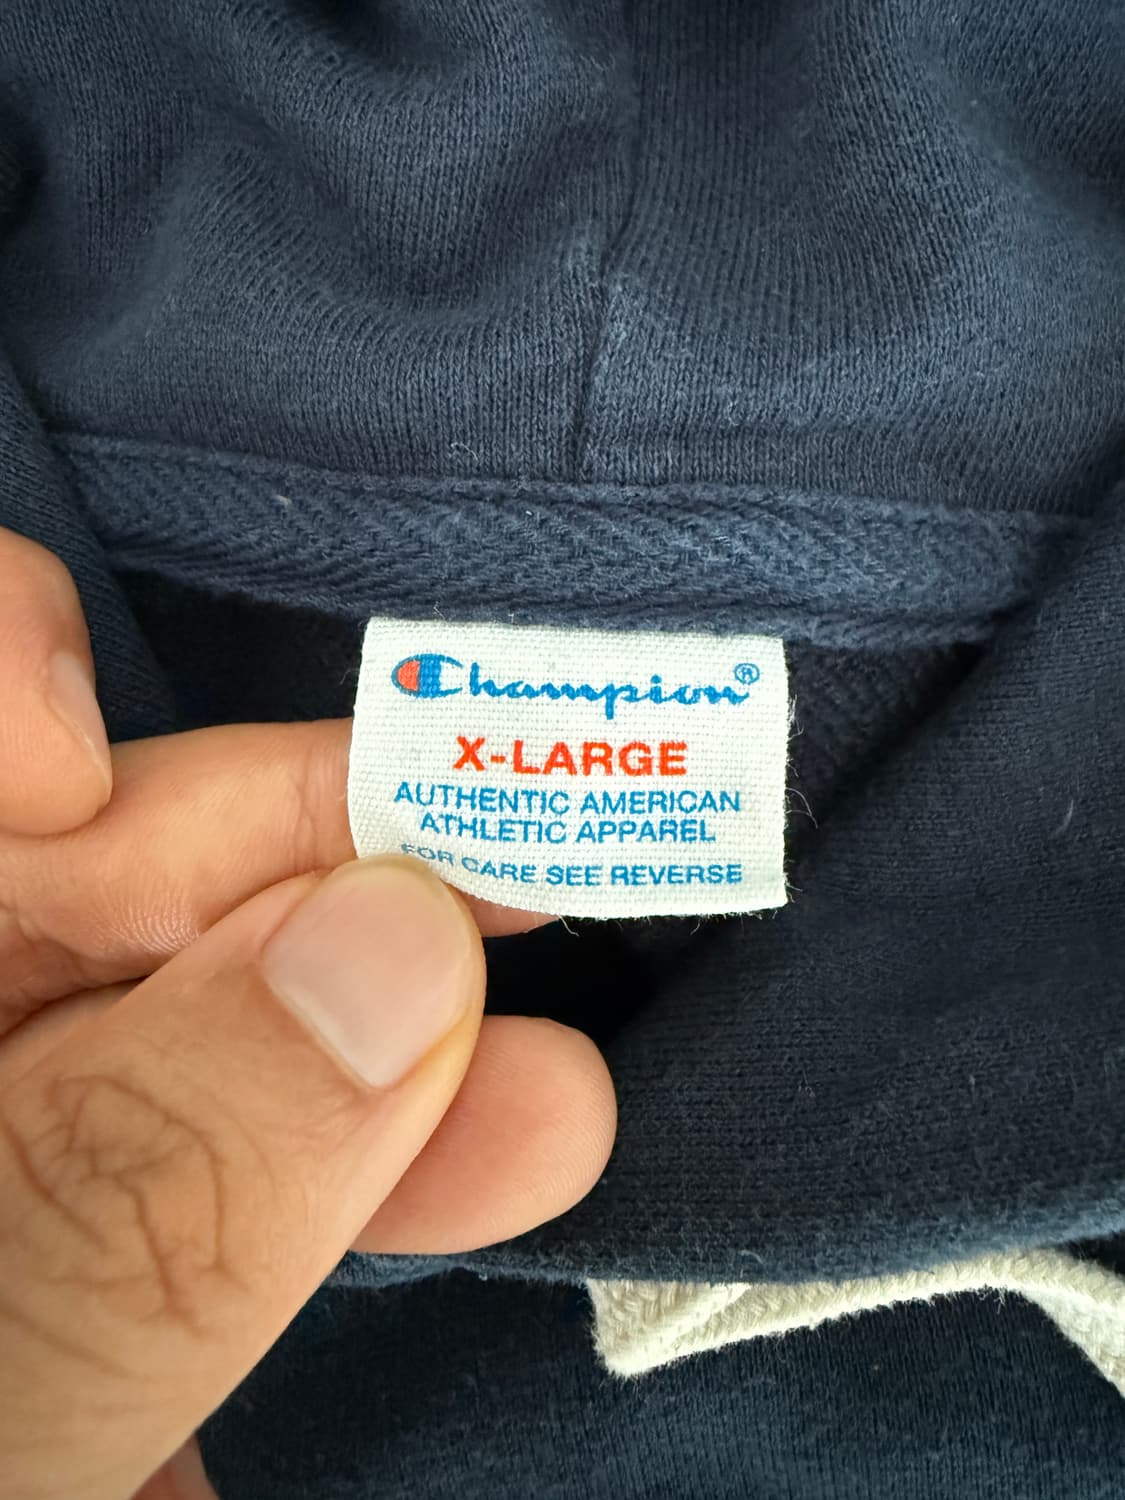 Champion®
X-LARGE
AUTHENTIC AMERICAN
ATHLETIC APPAREL
FOR CARE SEE REVERSE